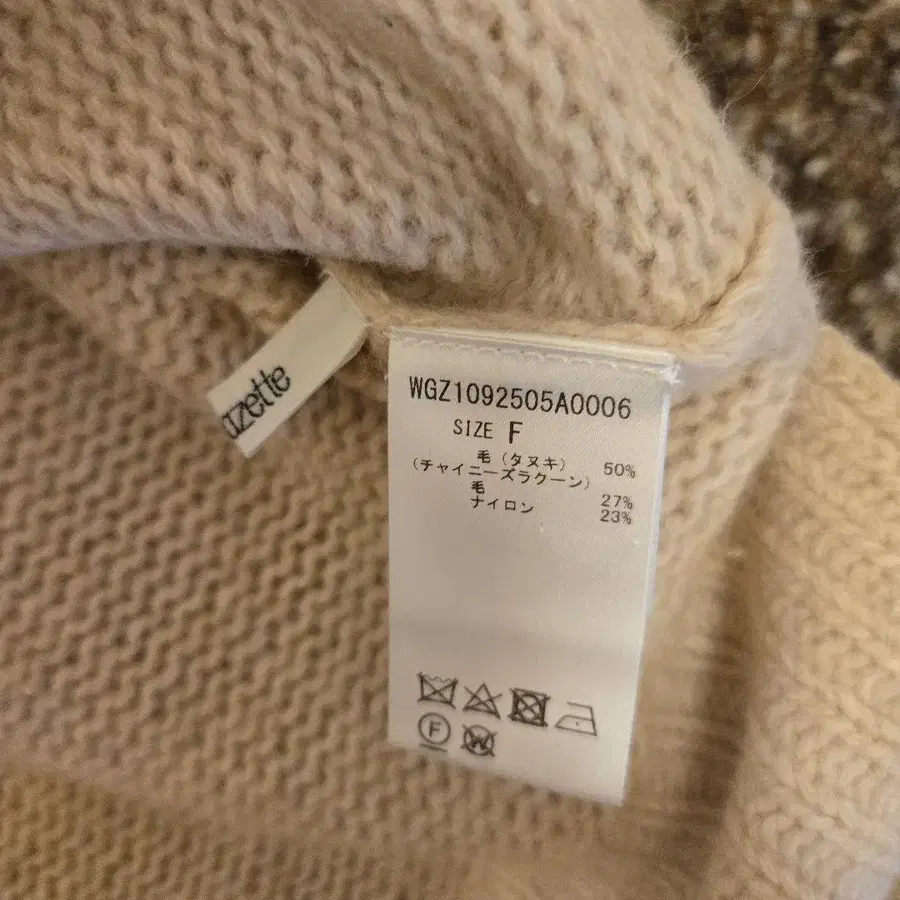 azette
WGZ1092505A0006
SIZE F
毛(タヌキ) 50%
(チャイニーズラクーン)
毛 27%
ナイロン 23%
F
W